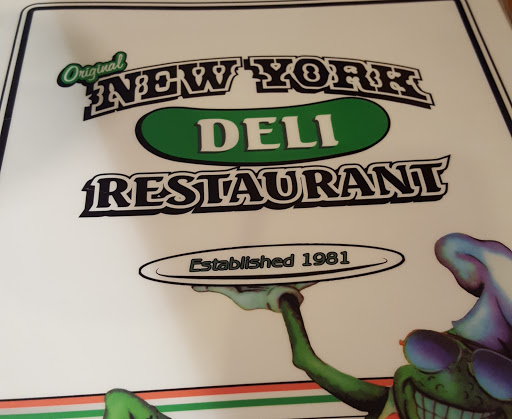 Original
NEW YORK
DELI
RESTAURANT
Established 1981